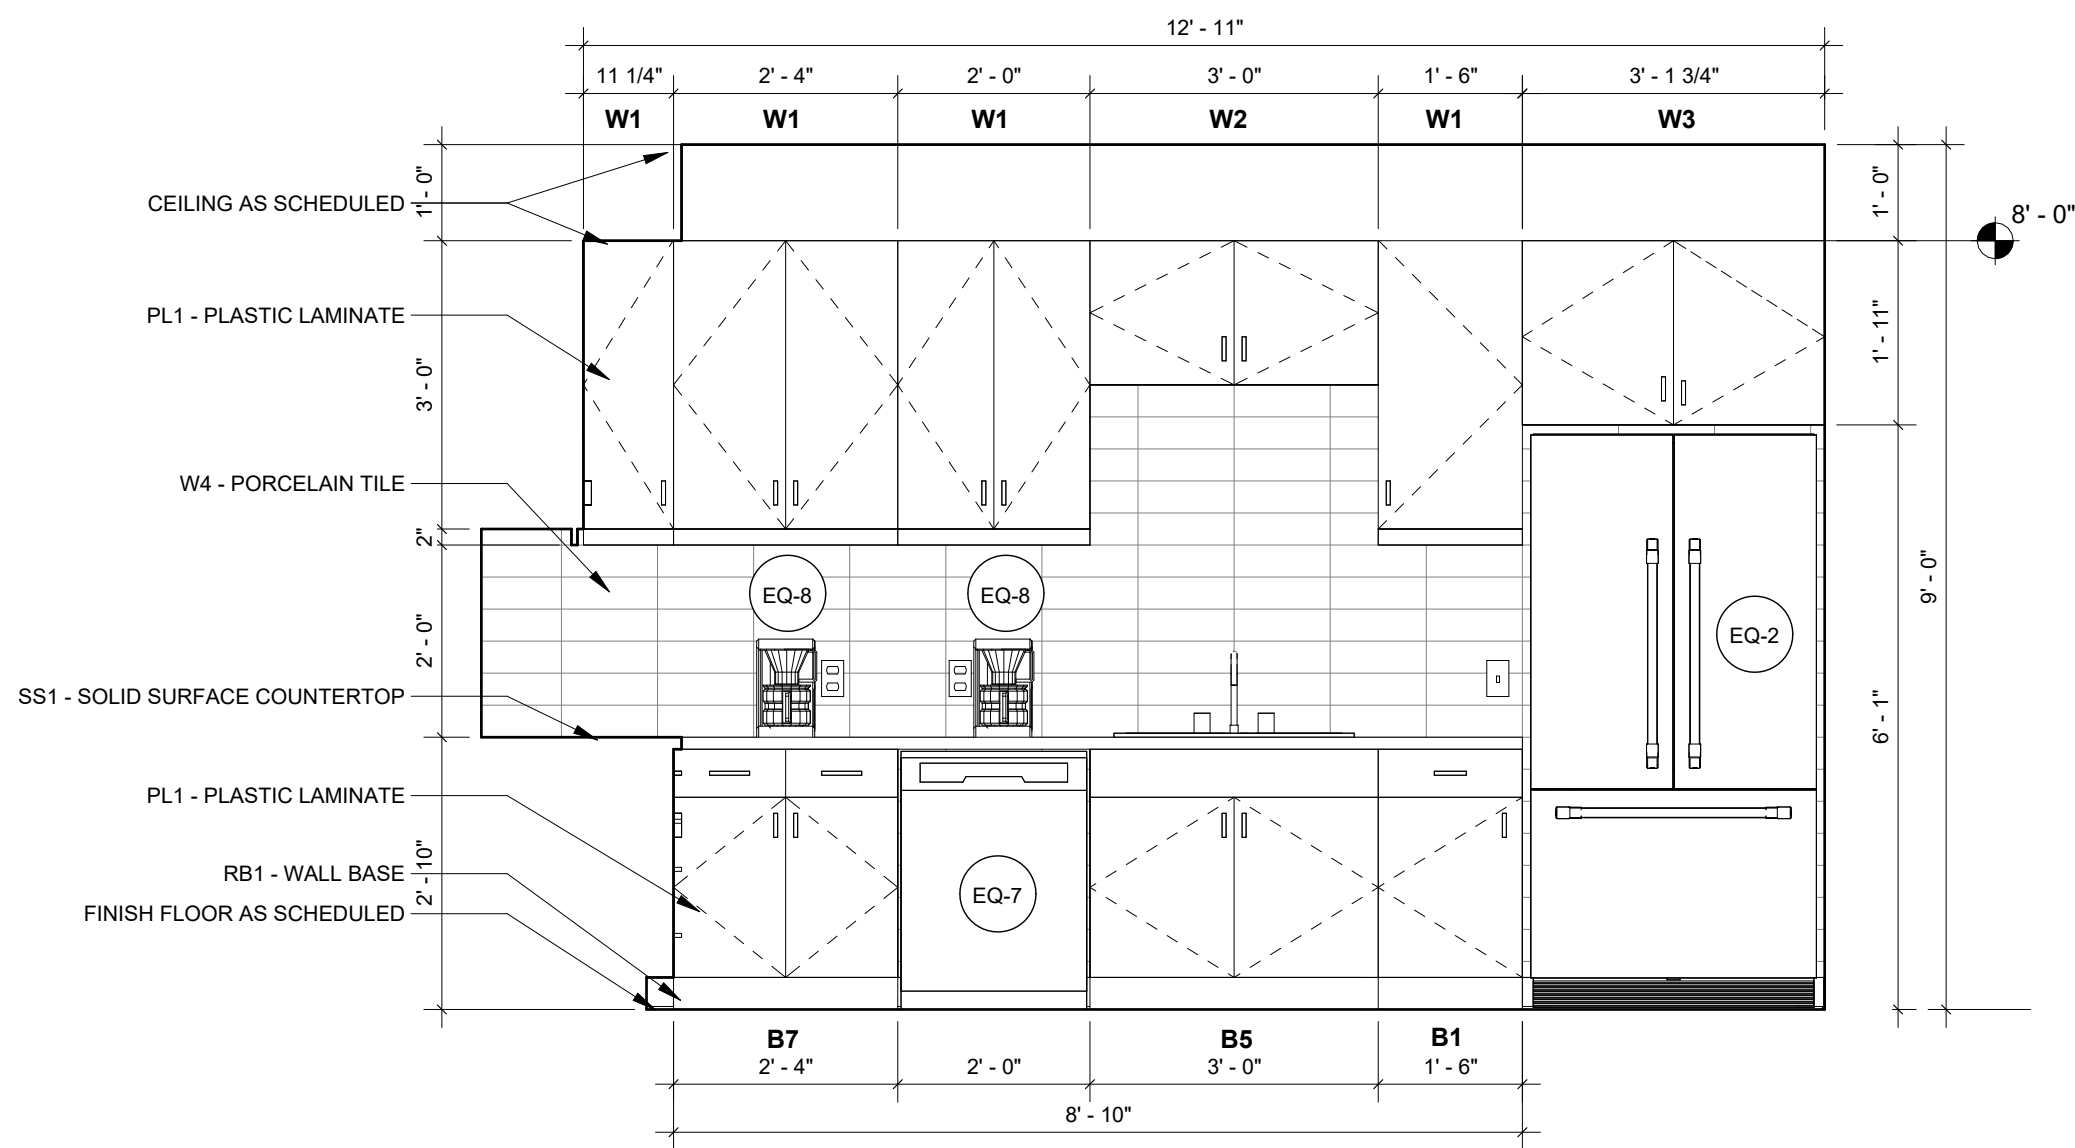 12' - 11"
11 1/4" 2' - 4" 2' - 0" 3' - 0" 1' - 6" 3' - 1 3/4"
W1 W1 W1 W2 W1 W3
1' - 0"
CEILING AS SCHEDULED
1' - 0"
8' - 0"
PL1 - PLASTIC LAMINATE
1' - 11"
3' - 0"
W4 - PORCELAIN TILE
2"
EQ-8 EQ-8
9' - 0"
EQ-2
2' - 0"
SS1 - SOLID SURFACE COUNTERTOP
6' - 1"
PL1 - PLASTIC LAMINATE
2' - 10"
RB1 - WALL BASE
EQ-7
FINISH FLOOR AS SCHEDULED
B7 B5 B1
2' - 4" 2' - 0" 3' - 0" 1' - 6"
8' - 10"